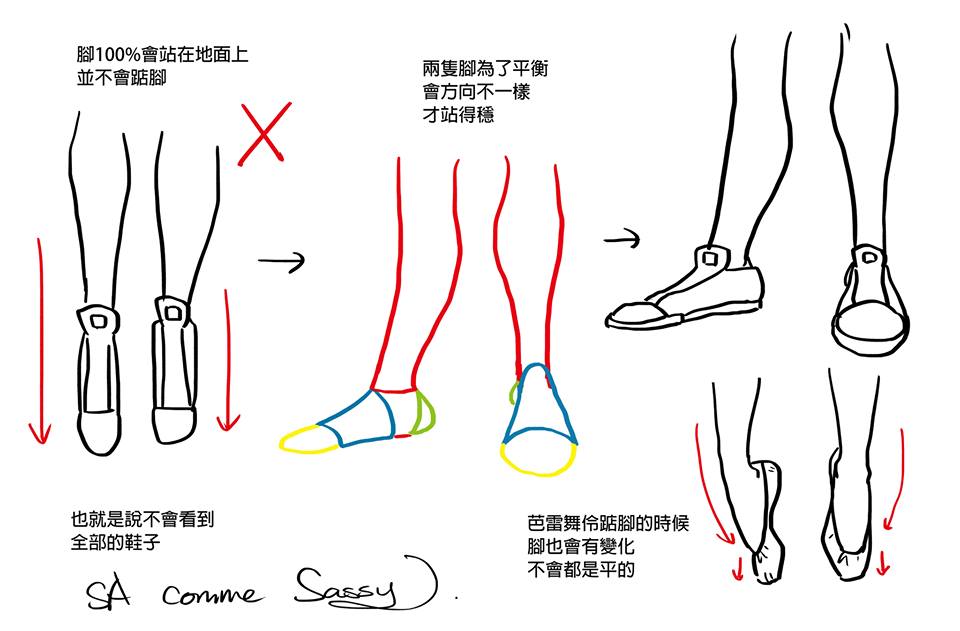 腳100%會站在地面上
並不會踮腳
兩隻腳為了平衡
會方向不一樣
才站得穩
也就是說不會看到
全部的鞋子
芭雷舞伶踮腳的時候
腳也會有變化
不會都是平的
SA comme Sassy.